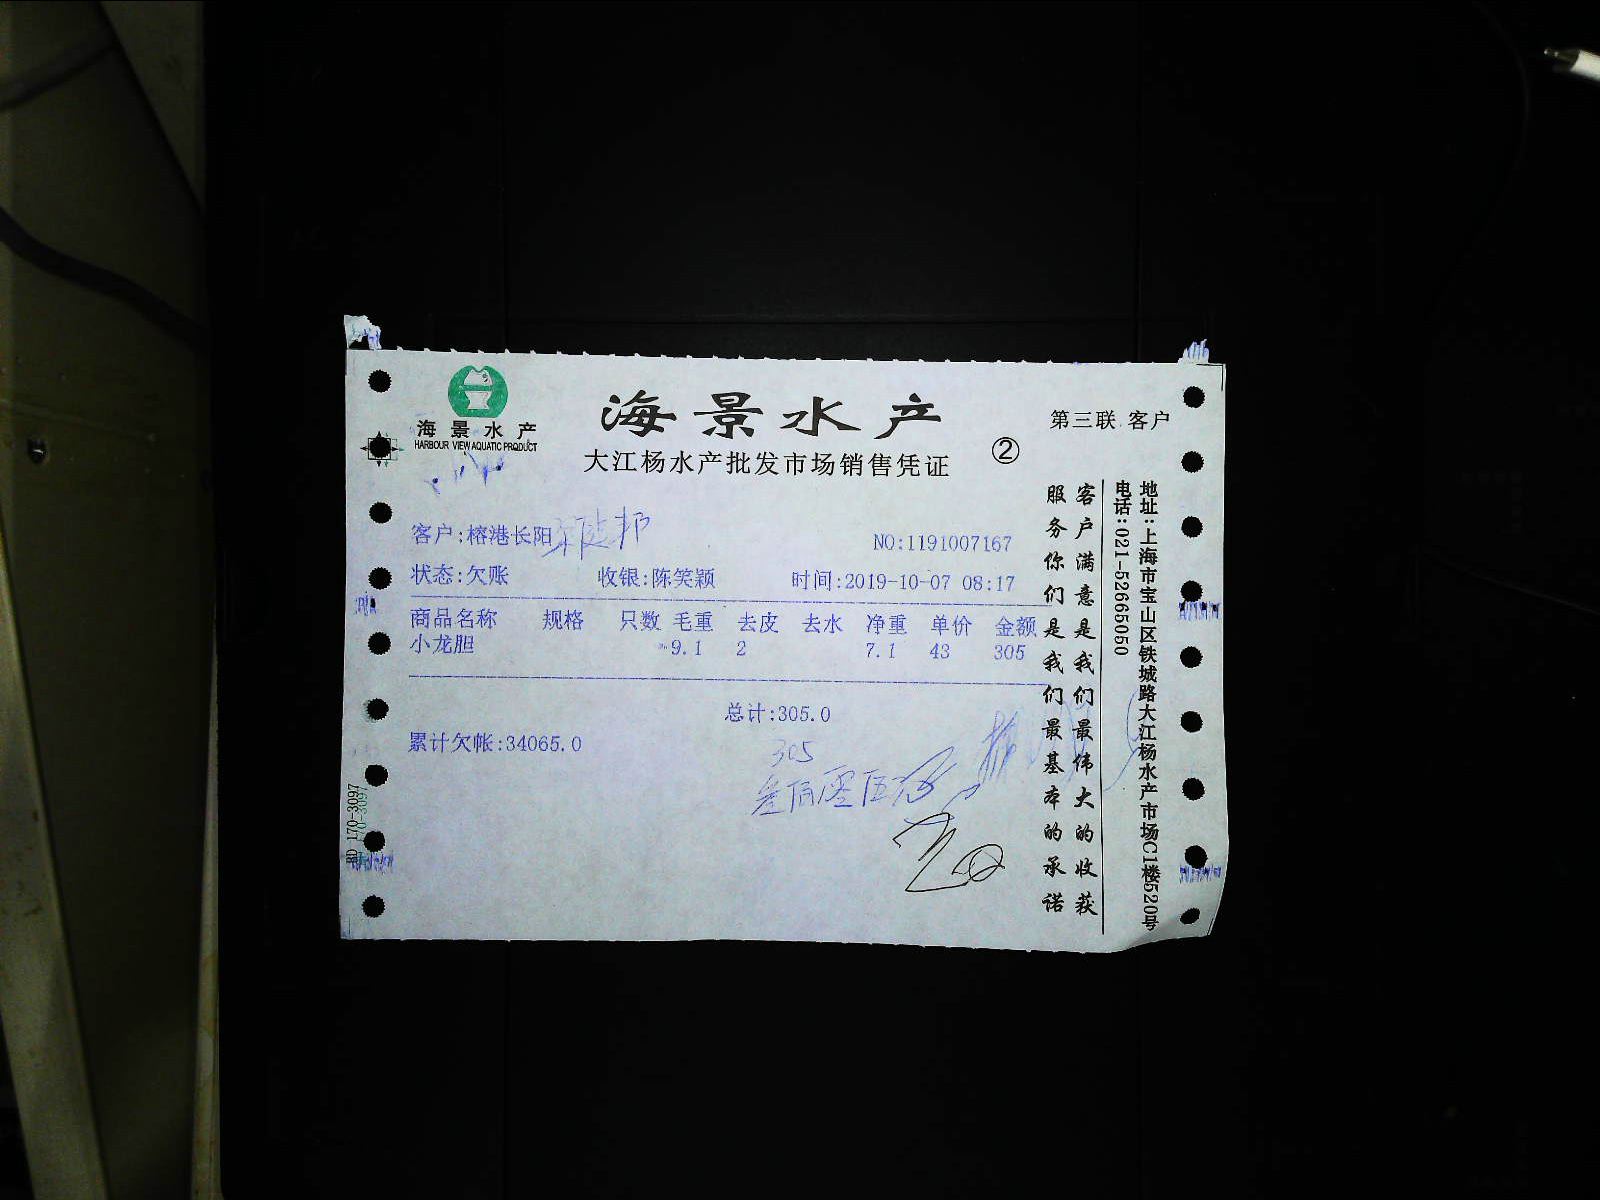 海景水产
HARBOUR VIEW AQUATIC PRODUCT
海景水产
大江杨水产批发市场销售凭证
②
第三联 客户
客户:榕港长阳
NO:1191007167
状态:欠账 收银:陈笑颖 时间:2019-10-07 08:17
商品名称 规格 只数 毛重 去皮 去水 净重 单价 金额
小龙胆 9.1 2 7.1 43 305
总计:305.0
累计欠帐:34065.0
305
叁佰零伍
客户满意是我们最伟大的收获
服务你们是我们最基本的承诺
地址:上海市宝山区铁城路大江杨水产市场C1楼520号
电话:021-52665050
BD 170-3097